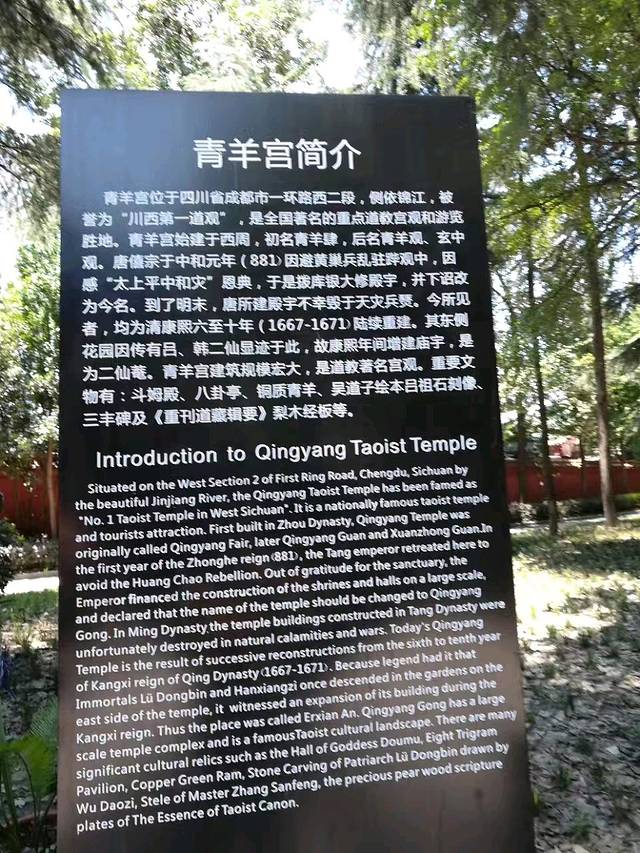 青羊宫简介
青羊宫位于四川省成都市一环路西二段，侧依锦江，被
誉为“川西第一道观”，是全国著名的重点道教宫观和游览
胜地。青羊宫始建于西周，初名青羊肆，后名青羊观、玄中
观。唐僖宗于中和元年（881）因避黄巢兵乱驻跸观中，因
感“太上平中和灾”恩典，于是拨库银大修殿宇，并下诏改
为今名。到了明末，唐所建殿宇不幸毁于天灾兵燹。今所见
者，均为清康熙六至十年（1667-1671）陆续重建。其东侧
花园因传有吕、韩二仙显迹于此，故康熙年间增建庙宇，是
为二仙菴。青羊宫建筑规模宏大，是道教著名宫观。重要文
物有：斗姆殿、八卦亭、铜质青羊、吴道子绘本吕祖石刻像、
三丰碑及《重刊道藏辑要》梨木经板等。
Introduction to Qingyang Taoist Temple
Situated on the West Section 2 of First Ring Road, Chengdu, Sichuan by
the beautiful Jinjiang River, the Qingyang Taoist Temple has been famed as
"No. 1 Taoist Temple in West Sichuan". It is a nationally famous taoist temple
and tourists attraction. First built in Zhou Dynasty, Qingyang Temple was
originally called Qingyang Fair, later Qingyang Guan and Xuanzhong Guan.In
the first year of the Zhonghe reign (881), the Tang emperor retreated here to
avoid the Huang Chao Rebellion. Out of gratitude for the sanctuary, the
Emperor financed the construction of the shrines and halls on a large scale,
and declared that the name of the temple should be changed to Qingyang
Gong. In Ming Dynasty, the temple buildings constructed in Tang Dynasty were
unfortunately destroyed in natural calamities and wars. Today's Qingyang
Temple is the result of successive reconstructions from the sixth to tenth year
of Kangxi reign of Qing Dynasty (1667-1671). Because legend had it that
Immortals Lü Dongbin and Hanxiangzi once descended in the gardens on the
east side of the temple, it witnessed an expansion of its building during the
Kangxi reign. Thus the place was called Erxian An. Qingyang Gong has a large
scale temple complex and is a famousTaoist cultural landscape. There are many
significant cultural relics such as the Hall of Goddess Doumu, Eight Trigram
Pavilion, Copper Green Ram, Stone Carving of Patriarch Lü Dongbin drawn by
Wu Daozi, Stele of Master Zhang Sanfeng, the precious pear wood scripture
plates of The Essence of Taoist Canon.